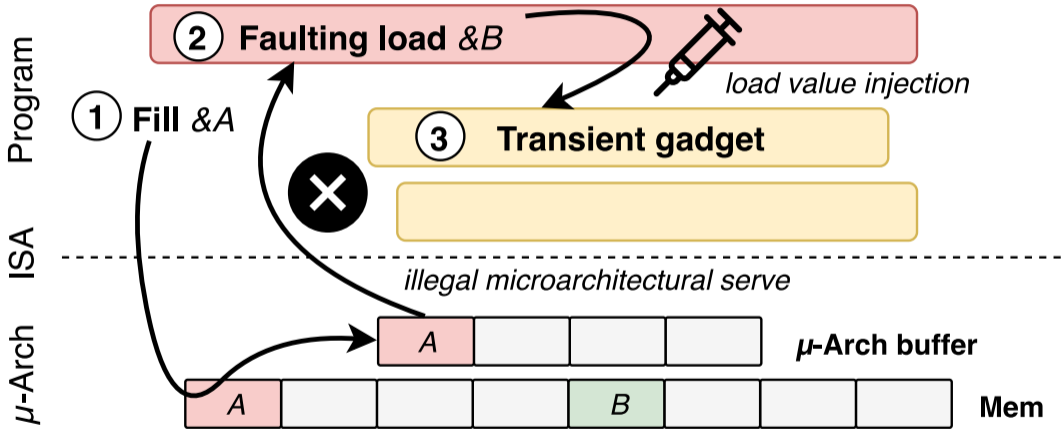 2 Faulting load &B
load value injection
1 Fill &A
3 Transient gadget
Program
ISA
illegal microarchitectural serve
A
μ-Arch buffer
μ-Arch
A
B
Mem